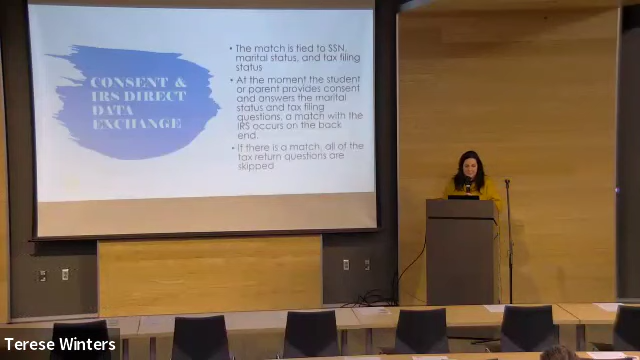 CONSENT &
IRS DIRECT
DATA
EXCHANGE
• The match is tied to SSN,
marital status, and tax filing
status
• At the moment the student
or parent provides consent
and answers the marital
status and tax filing
questions, a match with the
IRS occurs on the back
end.
• If there is a match, all of the
tax return questions are
skipped
Terese Winters